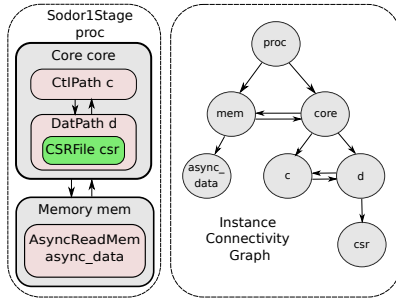 Sodor1Stage
proc
Core core
CtlPath c
DatPath d
CSRFile csr
Memory mem
AsyncReadMem
async_data
proc
mem
core
async_
data
c
d
csr
Instance
Connectivity
Graph